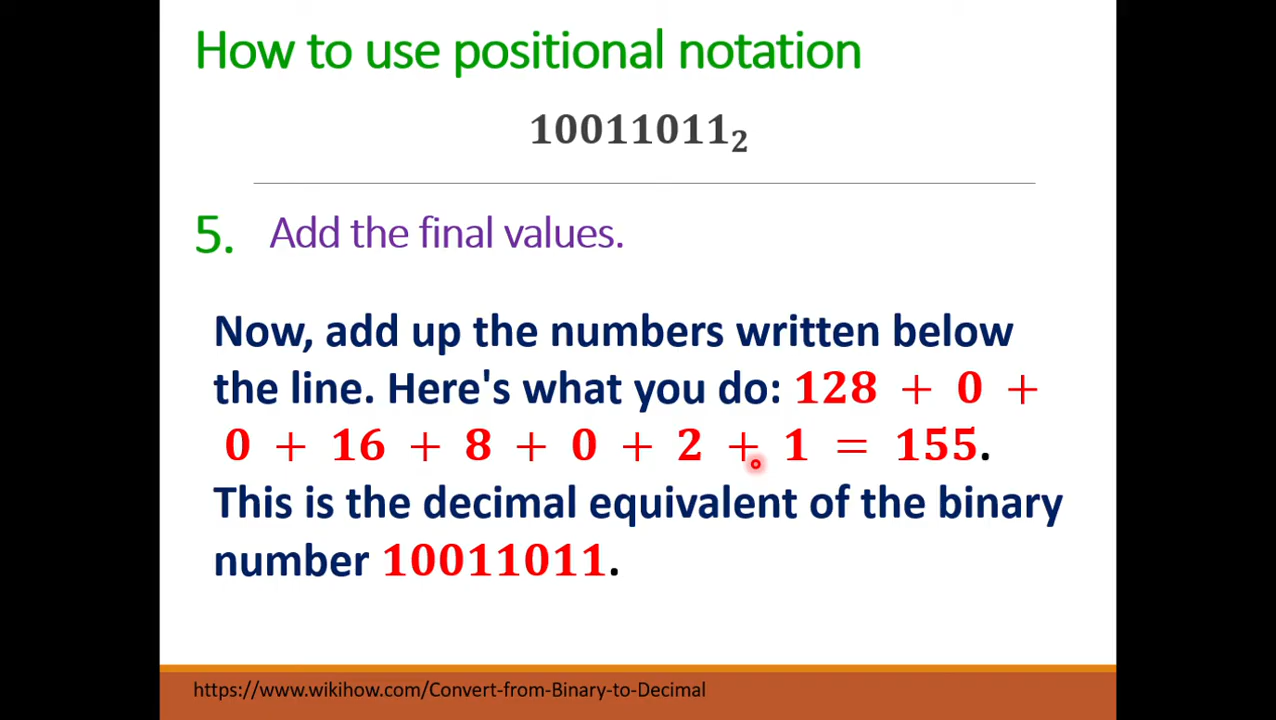 How to use positional notation
10011011₂
5. Add the final values.
Now, add up the numbers written below
the line. Here's what you do: 128 + 0 +
0 + 16 + 8 + 0 + 2 + 1 = 155.
This is the decimal equivalent of the binary
number 10011011.
https://www.wikihow.com/Convert-from-Binary-to-Decimal